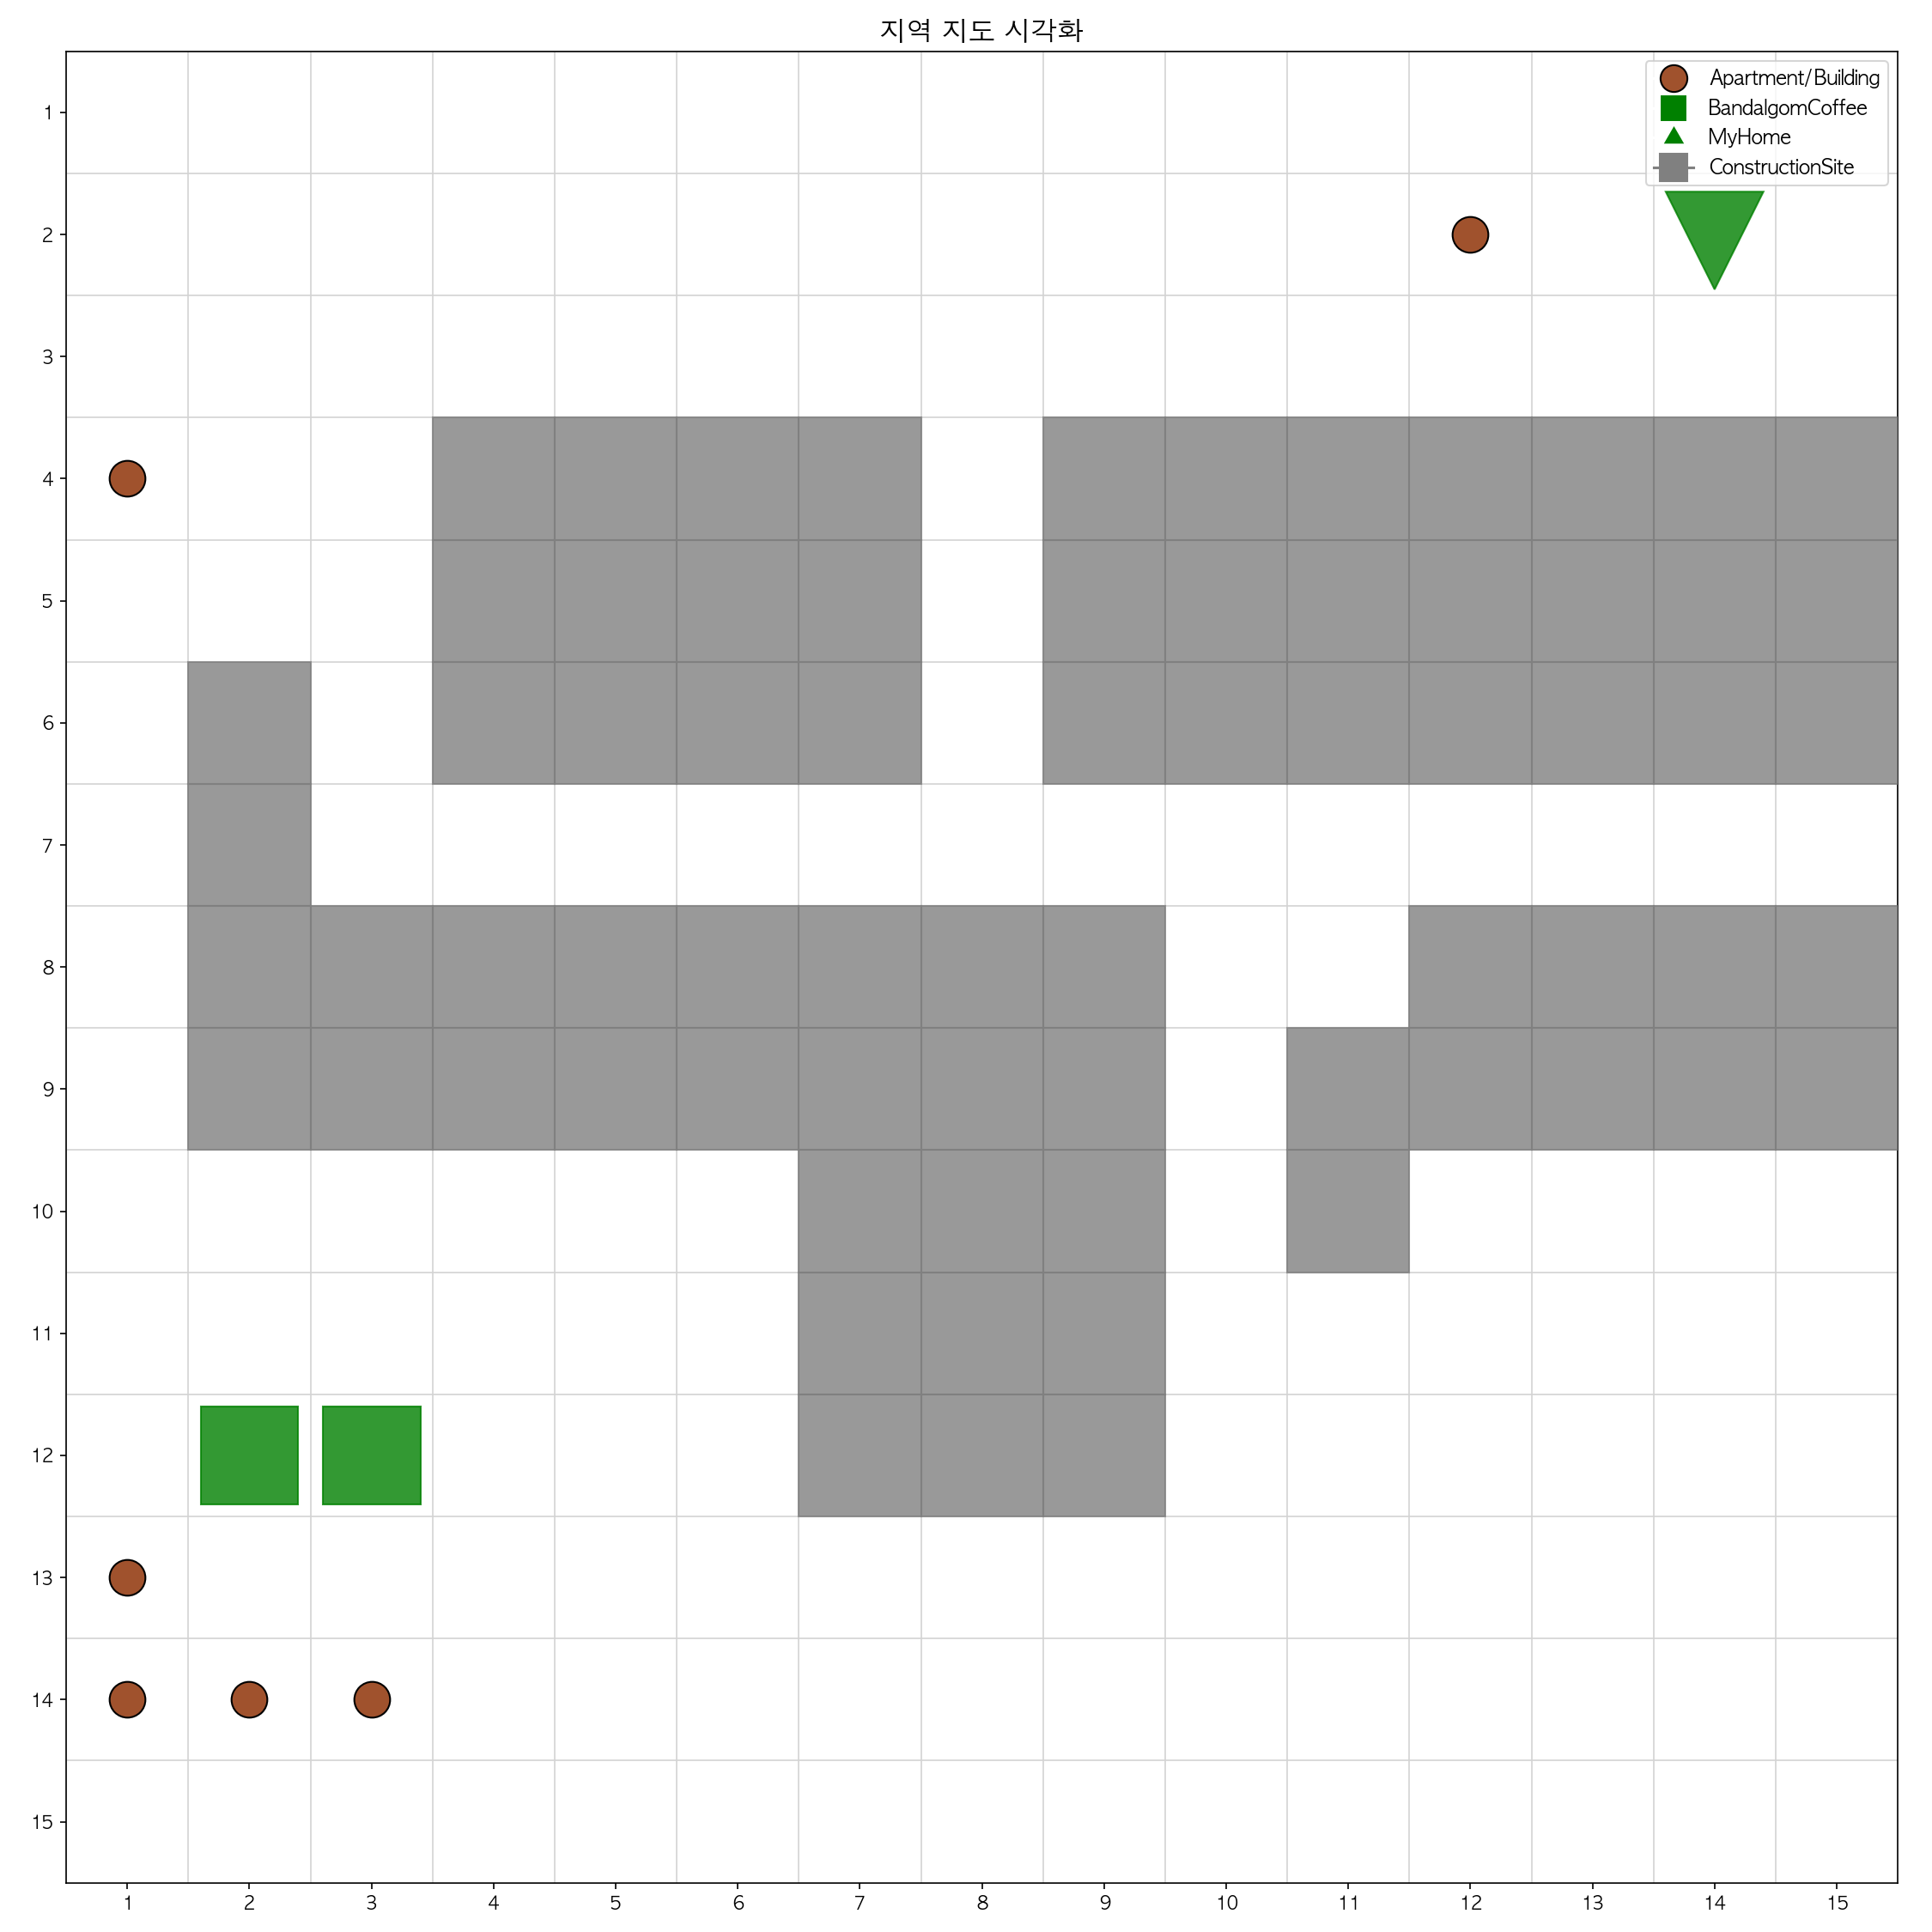 지역 지도 시각화
Apartment/Building
BandalgomCoffee
MyHome
ConstructionSite
1
2
3
4
5
6
7
8
9
10
11
12
13
14
15
1 2 3 4 5 6 7 8 9 10 11 12 13 14 15